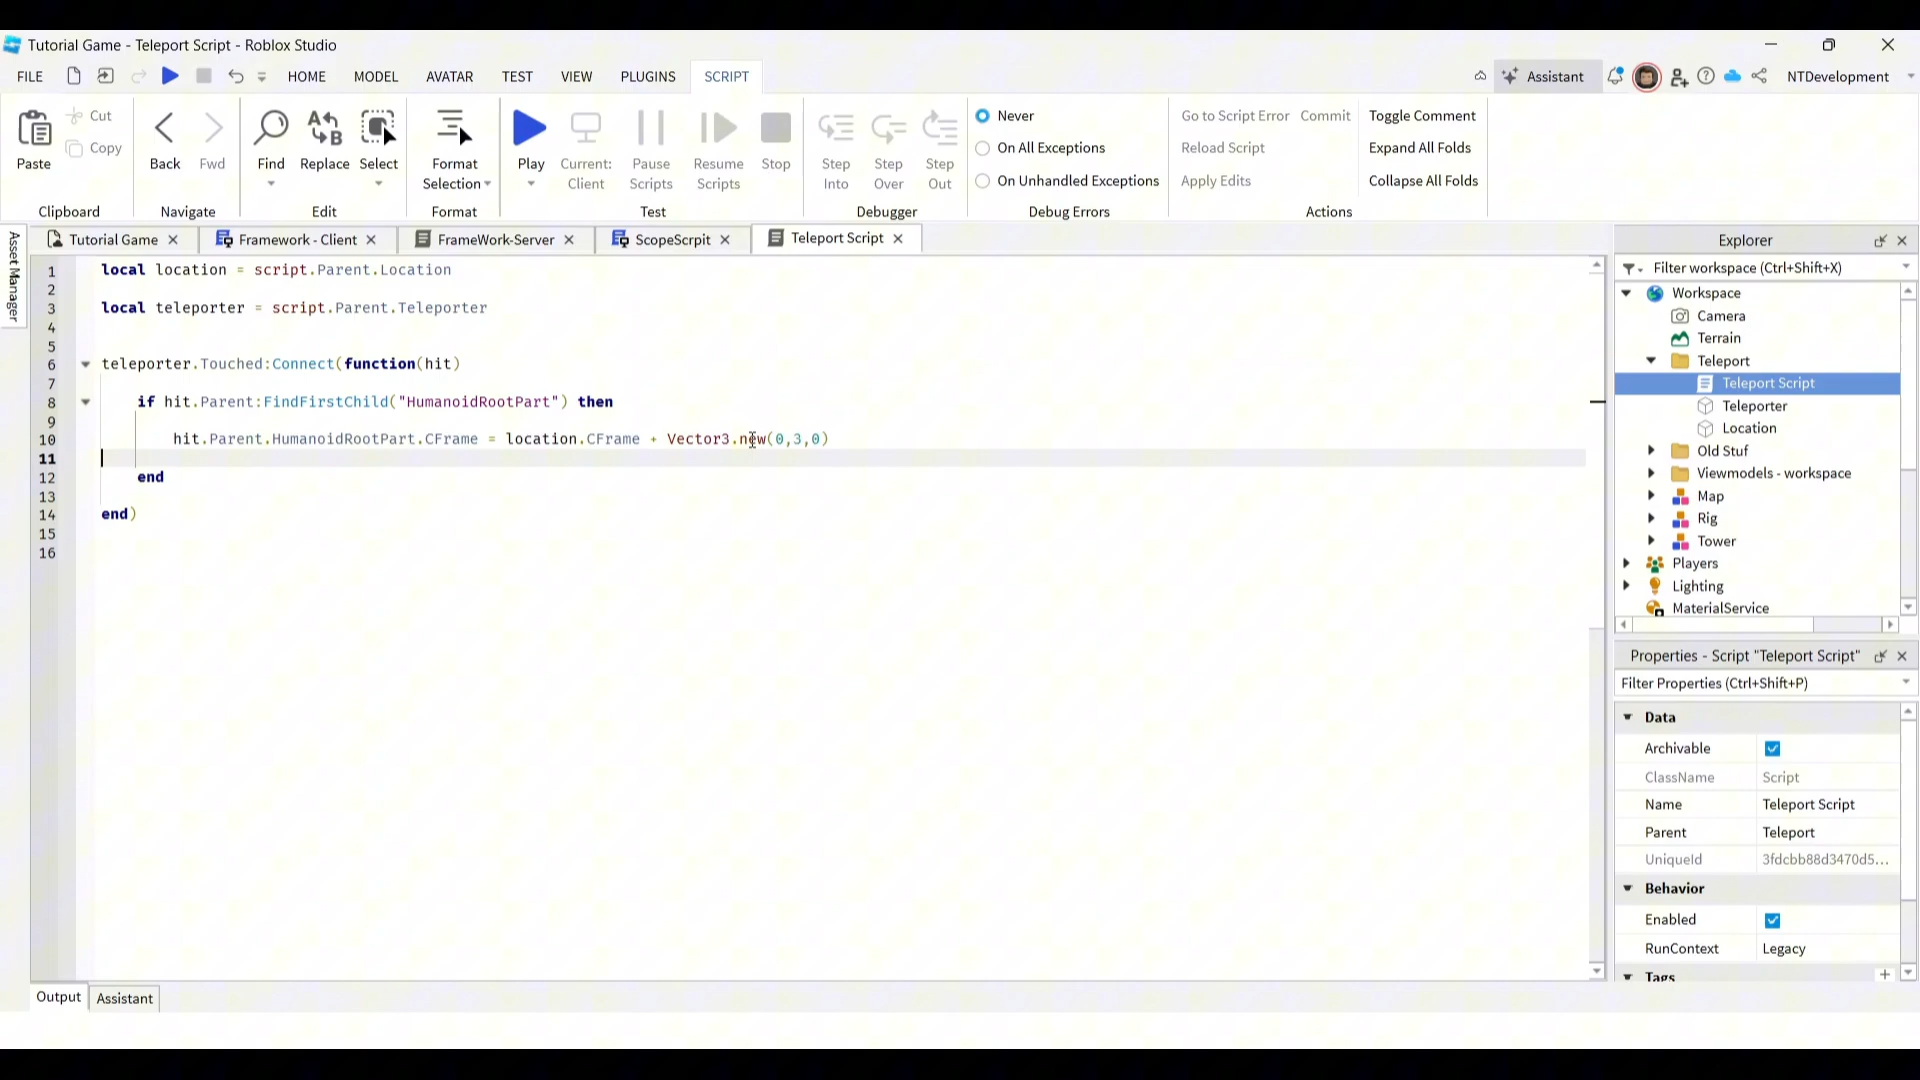 Tutorial Game - Teleport Script - Roblox Studio
FILE HOME MODEL AVATAR TEST VIEW PLUGINS SCRIPT Assistant NTDevelopment
Paste Cut Copy Clipboard
Back Fwd Navigate
Find Replace Select Edit
Format Selection Format
Play Current: Client Pause Scripts Resume Scripts Stop Test
Step Into Step Over Step Out Debugger
Never
On All Exceptions
On Unhandled Exceptions
Debug Errors
Go to Script Error Commit Toggle Comment
Reload Script Expand All Folds
Apply Edits Collapse All Folds
Actions
Asset Manager
Tutorial Game Framework - Client FrameWork-Server ScopeScrpit Teleport Script
1 local location = script.Parent.Location
2
3 local teleporter = script.Parent.Teleporter
4
5
6 teleporter.Touched:Connect(function(hit)
7
8 if hit.Parent:FindFirstChild("HumanoidRootPart") then
9
10 hit.Parent.HumanoidRootPart.CFrame = location.CFrame + Vector3.new(0,3,0)
11
12 end
13
14 end)
15
16
Output Assistant
Explorer
Filter workspace (Ctrl+Shift+X)
Workspace
Camera
Terrain
Teleport
Teleport Script
Teleporter
Location
Old Stuf
Viewmodels - workspace
Map
Rig
Tower
Players
Lighting
MaterialService
Properties - Script "Teleport Script"
Filter Properties (Ctrl+Shift+P)
Data
Archivable
ClassName Script
Name Teleport Script
Parent Teleport
UniqueId 3fdcbb88d3470d5...
Behavior
Enabled
RunContext Legacy
Tags